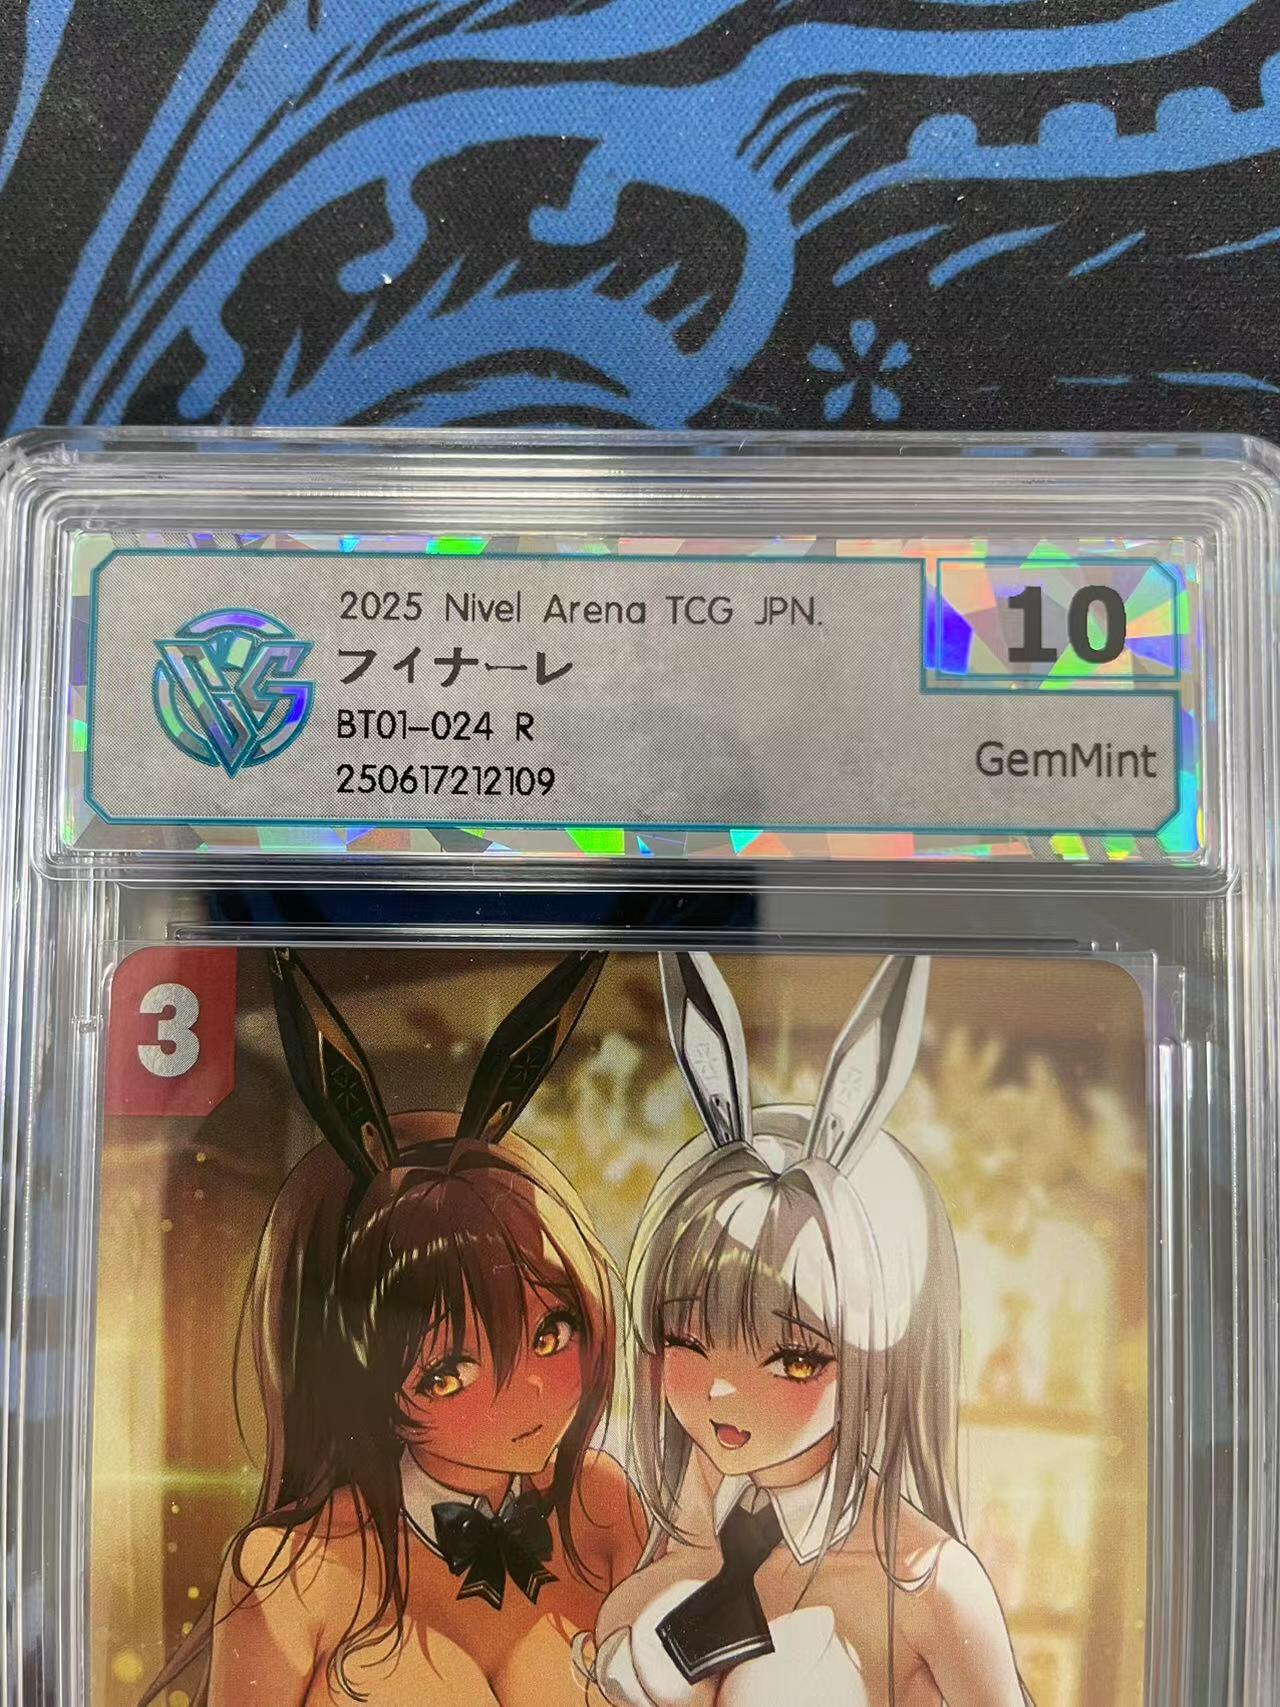 2025 Nivel Arena TCG JPN.
フィナーレ
BT01-024 R
250617212109
10
GemMint
3